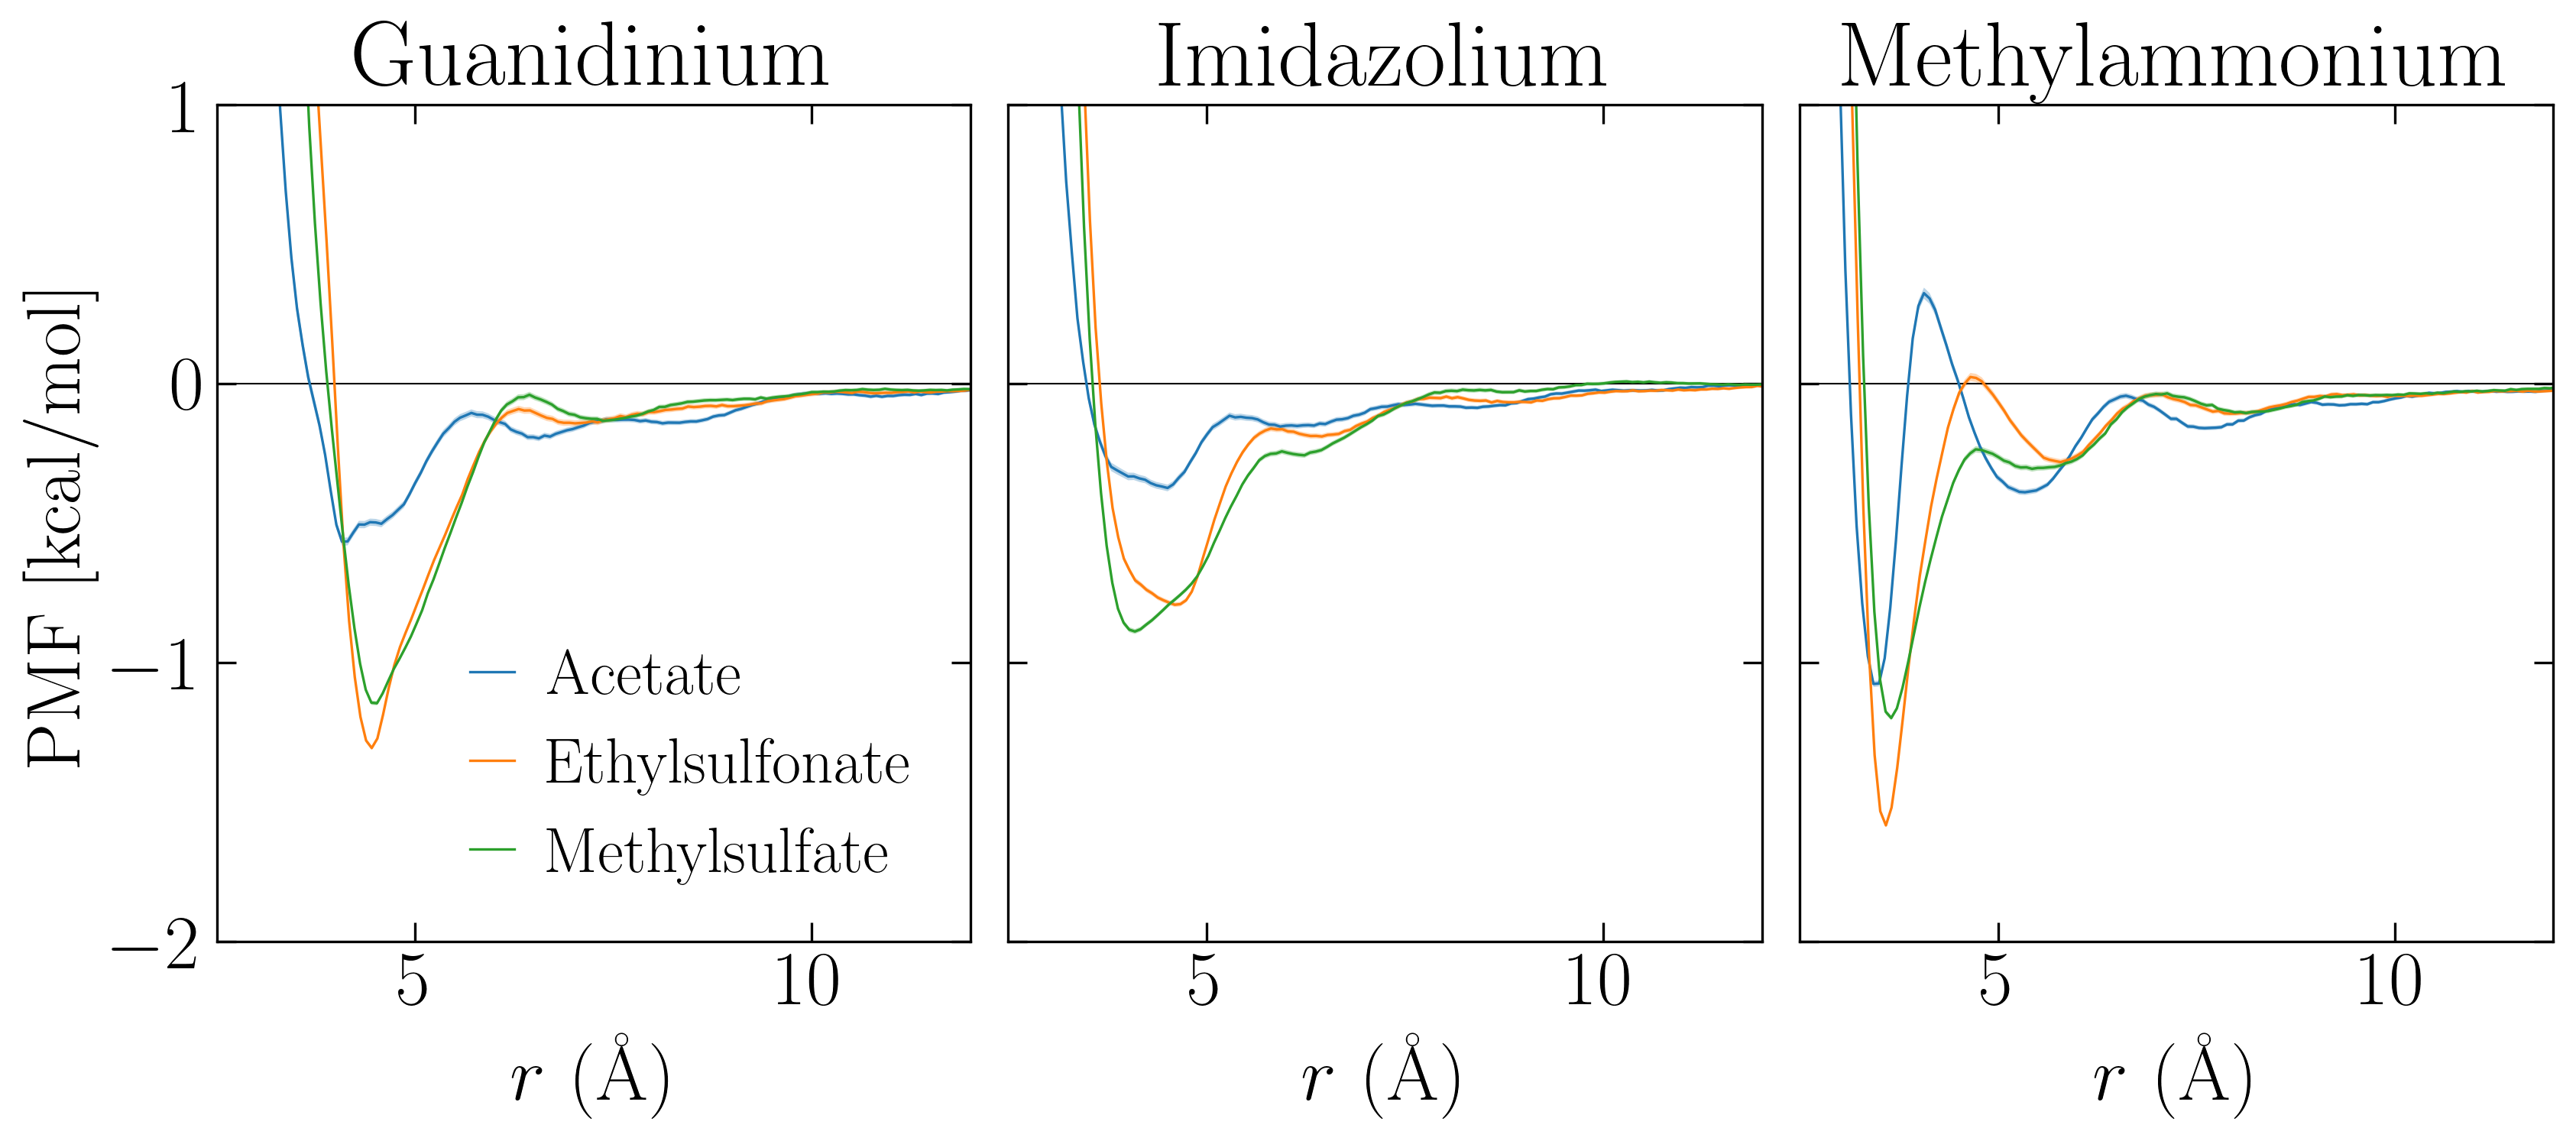 Guanidinium Imidazolium Methylammonium
1
0
−1
−2
PMF [kcal/mol]
Acetate
Ethylsulfonate
Methylsulfate
5 10 5 10 5 10
r (Å) r (Å) r (Å)